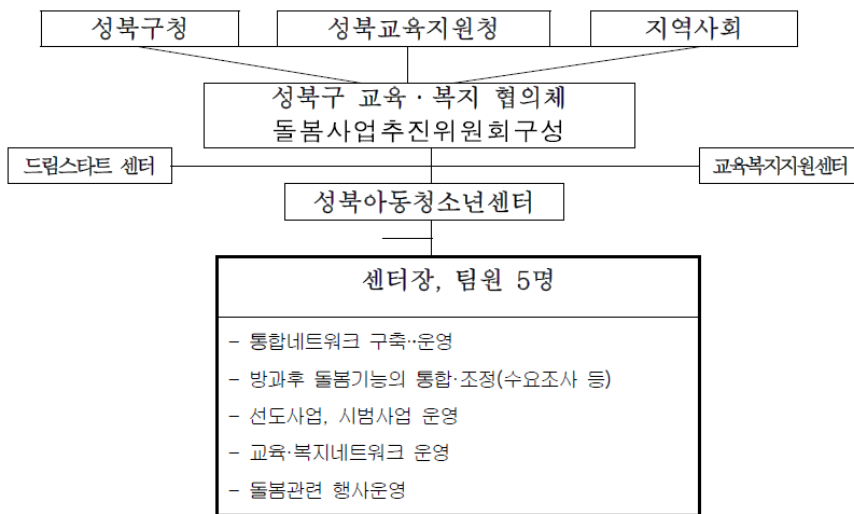 성북구청
성북교육지원청
지역사회
성북구 교육·복지 협의체
돌봄사업추진위원회구성
드림스타트 센터
교육복지지원센터
성북아동청소년센터
센터장, 팀원 5명
- 통합네트워크 구축··운영
- 방과후 돌봄기능의 통합·조정(수요조사 등)
- 선도사업, 시범사업 운영
- 교육·복지네트워크 운영
- 돌봄관련 행사운영